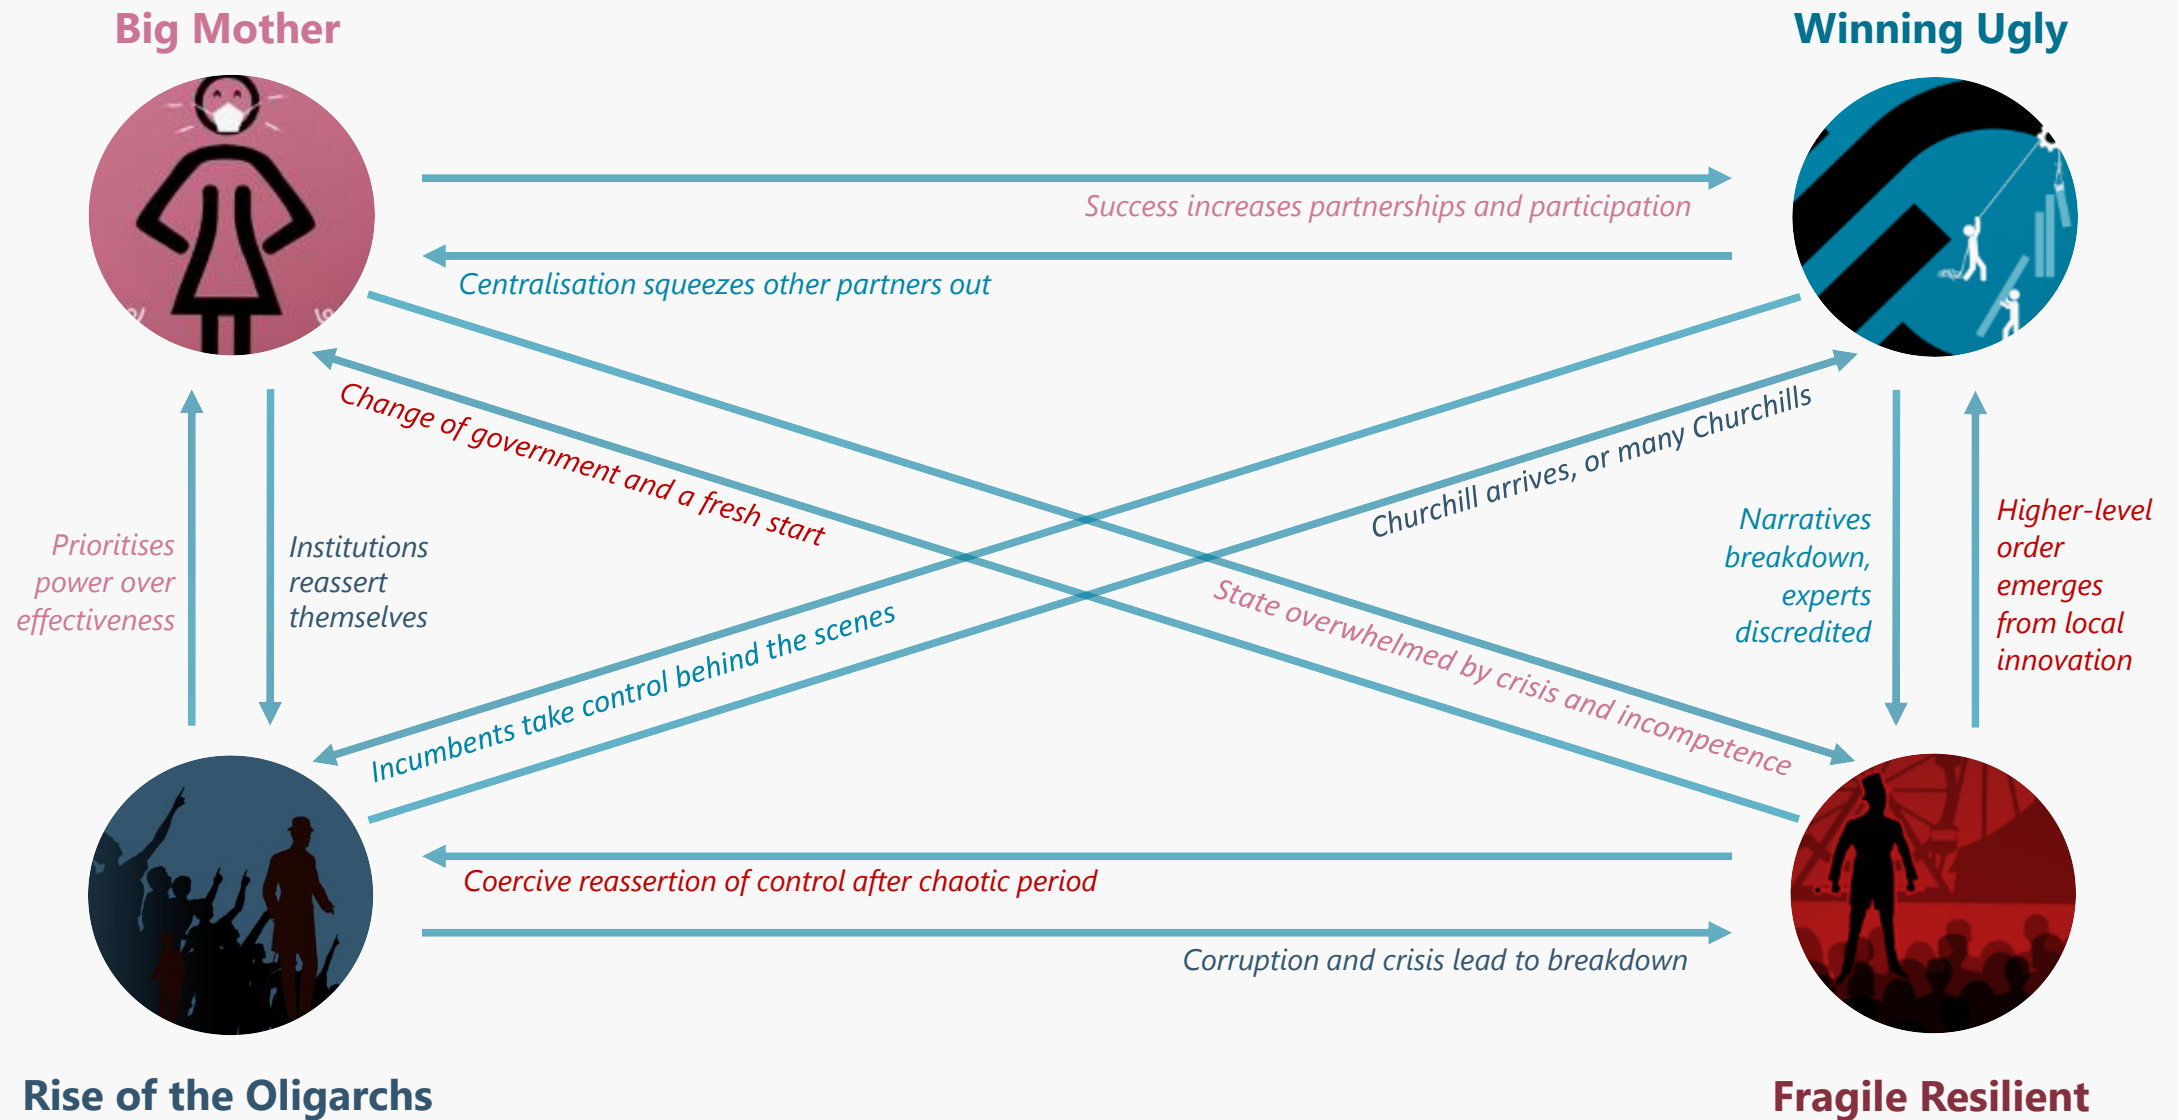 Big Mother
Winning Ugly
Success increases partnerships and participation
Centralisation squeezes other partners out
Change of government and a fresh start
Churchill arrives, or many Churchills
Prioritises
power over
effectiveness
Institutions
reassert
themselves
Narratives
breakdown,
experts
discredited
Higher-level
order
emerges
from local
innovation
Incumbents take control behind the scenes
State overwhelmed by crisis and incompetence
Coercive reassertion of control after chaotic period
Corruption and crisis lead to breakdown
Rise of the Oligarchs
Fragile Resilient